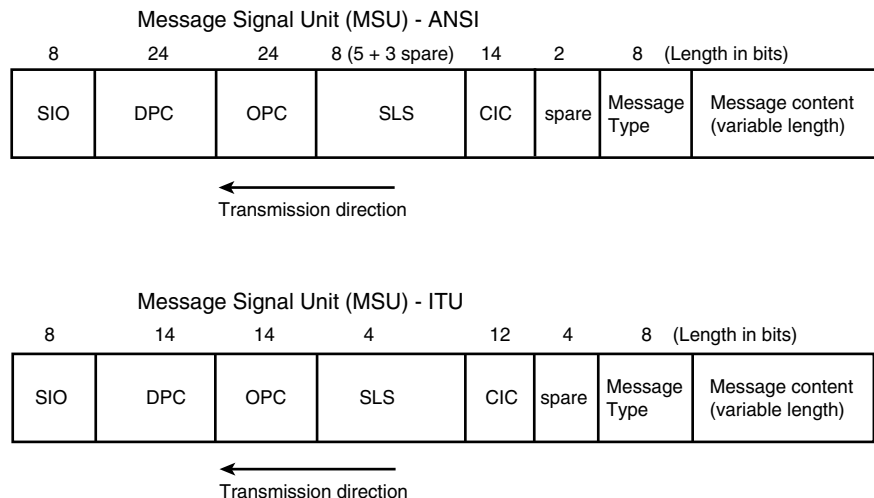 Message Signal Unit (MSU) - ANSI
8 24 24 8 (5 + 3 spare) 14 2 8 (Length in bits)
SIO DPC OPC SLS CIC spare Message Type Message content (variable length)
Transmission direction
Message Signal Unit (MSU) - ITU
8 14 14 4 12 4 8 (Length in bits)
SIO DPC OPC SLS CIC spare Message Type Message content (variable length)
Transmission direction